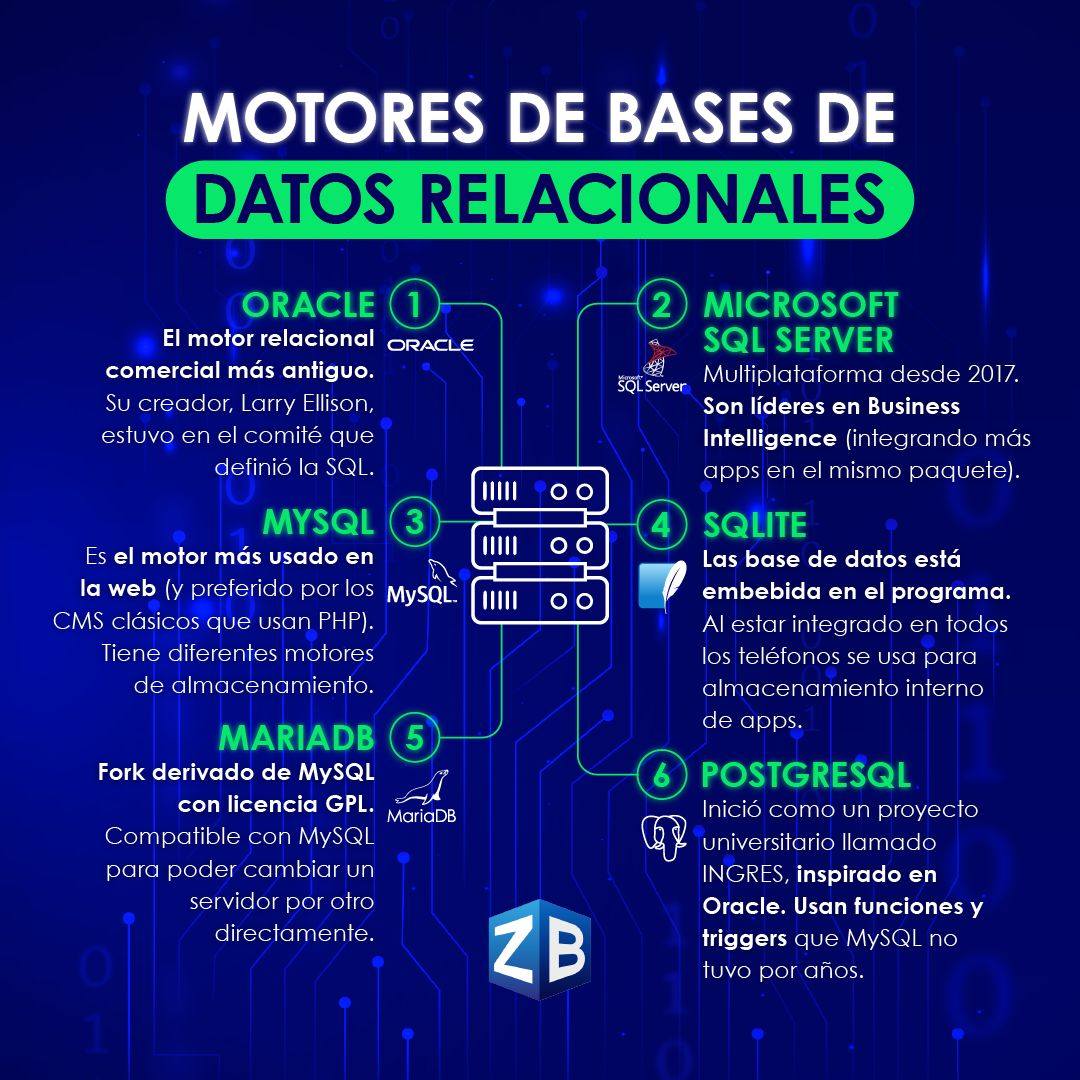 MOTORES DE BASES DE
DATOS RELACIONALES
ORACLE
1
El motor relacional
comercial más antiguo.
Su creador, Larry Ellison,
estuvo en el comité que
definió la SQL.
ORACLE
2
MICROSOFT
SQL SERVER
Microsoft
SQL Server
Multiplataforma desde 2017.
Son líderes en Business
Intelligence (integrando más
apps en el mismo paquete).
MYSQL
3
Es el motor más usado en
la web (y preferido por los
CMS clásicos que usan PHP).
Tiene diferentes motores
de almacenamiento.
MySQL
4
SQLITE
Las base de datos está
embebida en el programa.
Al estar integrado en todos
los teléfonos se usa para
almacenamiento interno
de apps.
MARIADB
5
Fork derivado de MySQL
con licencia GPL.
Compatible con MySQL
para poder cambiar un
servidor por otro
directamente.
MariaDB
6
POSTGRESQL
Inició como un proyecto
universitario llamado
INGRES, inspirado en
Oracle. Usan funciones y
triggers que MySQL no
tuvo por años.
ZB